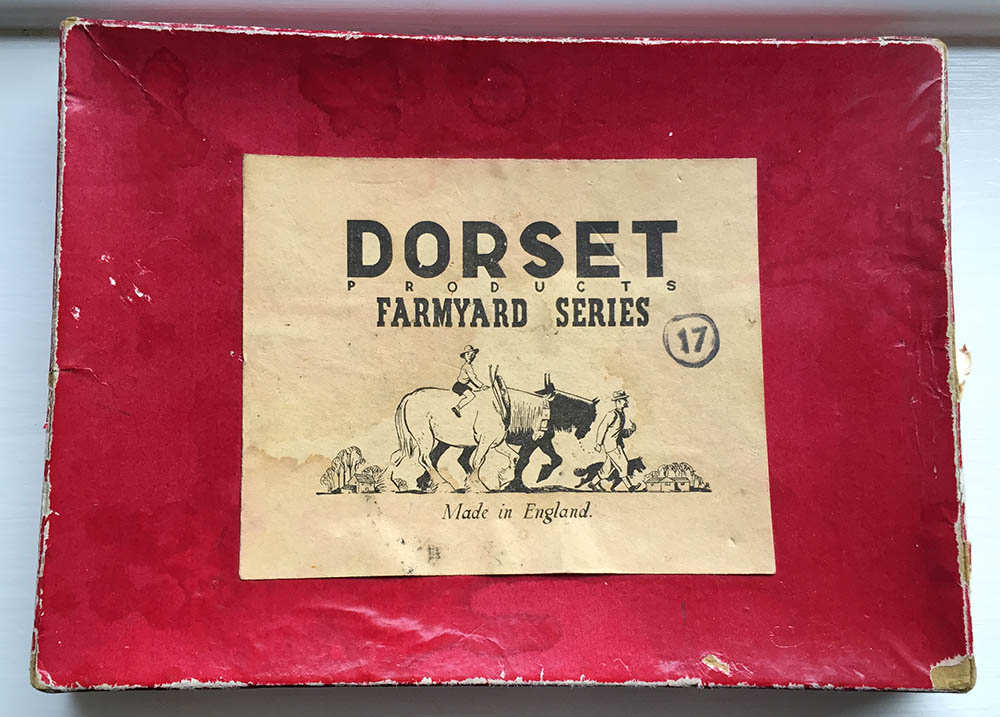 DORSET
PRODUCTS
FARMYARD SERIES
17
Made in England.